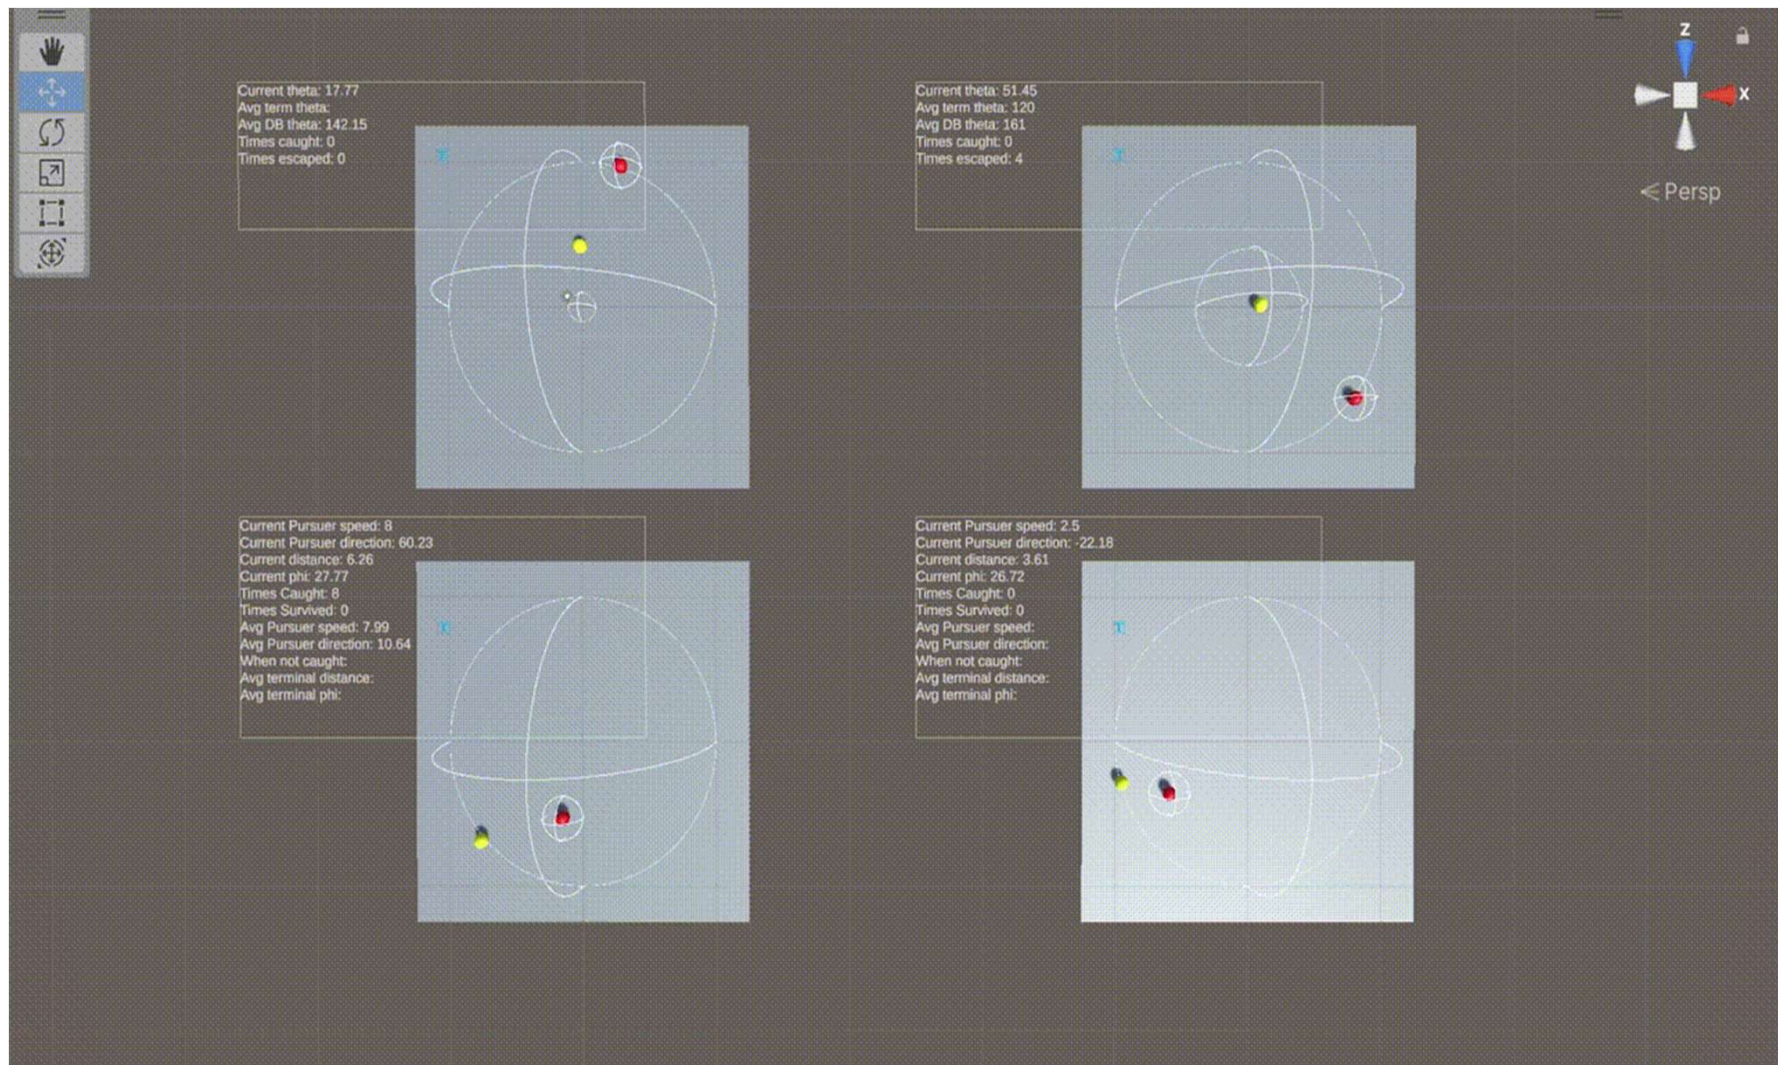 Z
X
Persp
Current theta: 17.77
Avg term theta:
Avg DB theta: 142.15
Times caught: 0
Times escaped: 0
Current theta: 51.45
Avg term theta: 120
Avg DB theta: 161
Times caught: 0
Times escaped: 4
Current Pursuer speed: 8
Current Pursuer direction: 60.23
Current distance: 6.26
Current phi: 27.77
Times Caught: 8
Times Survived: 0
Avg Pursuer speed: 7.99
Avg Pursuer direction: 10.64
When not caught:
Avg terminal distance:
Avg terminal phi:
Current Pursuer speed: 2.5
Current Pursuer direction: -22.18
Current distance: 3.61
Current phi: 26.72
Times Caught: 0
Times Survived: 0
Avg Pursuer speed:
Avg Pursuer direction:
When not caught:
Avg terminal distance:
Avg terminal phi: